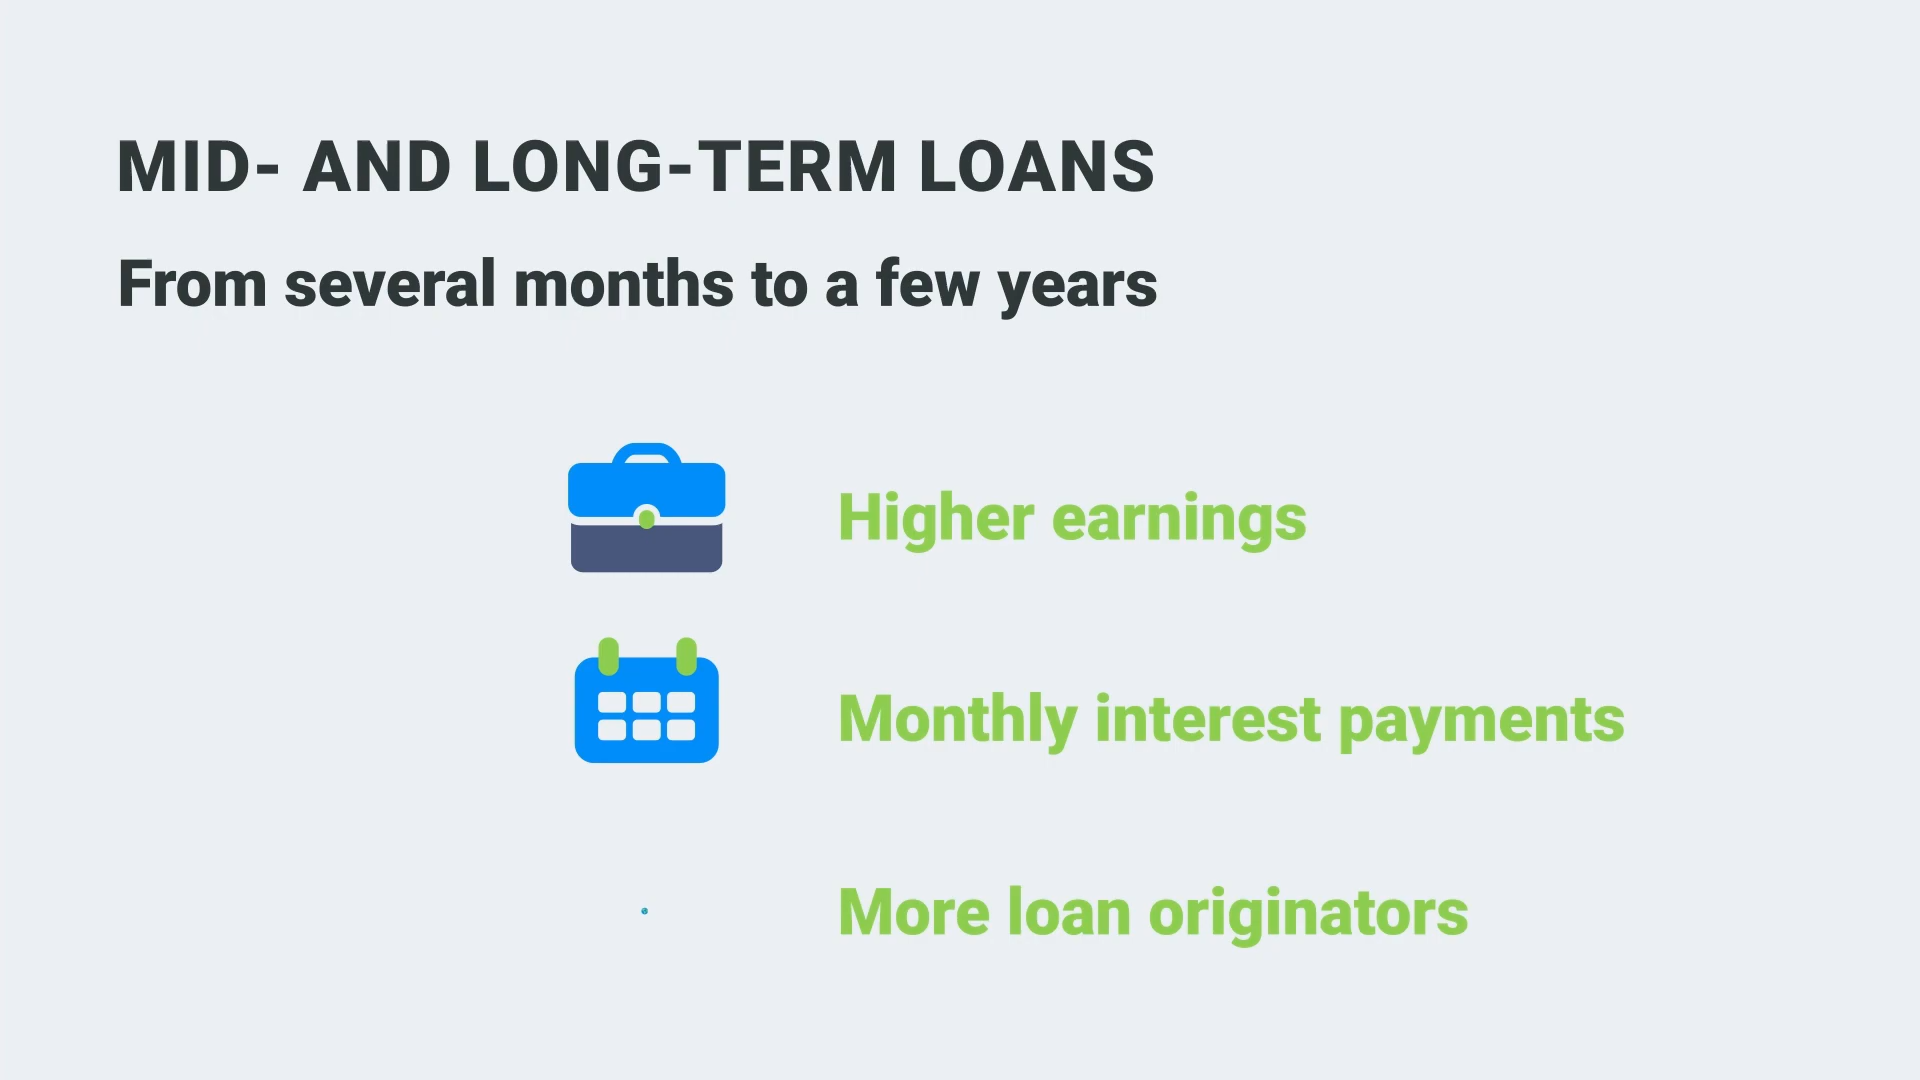 MID- AND LONG-TERM LOANS
From several months to a few years
Higher earnings
Monthly interest payments
More loan originators